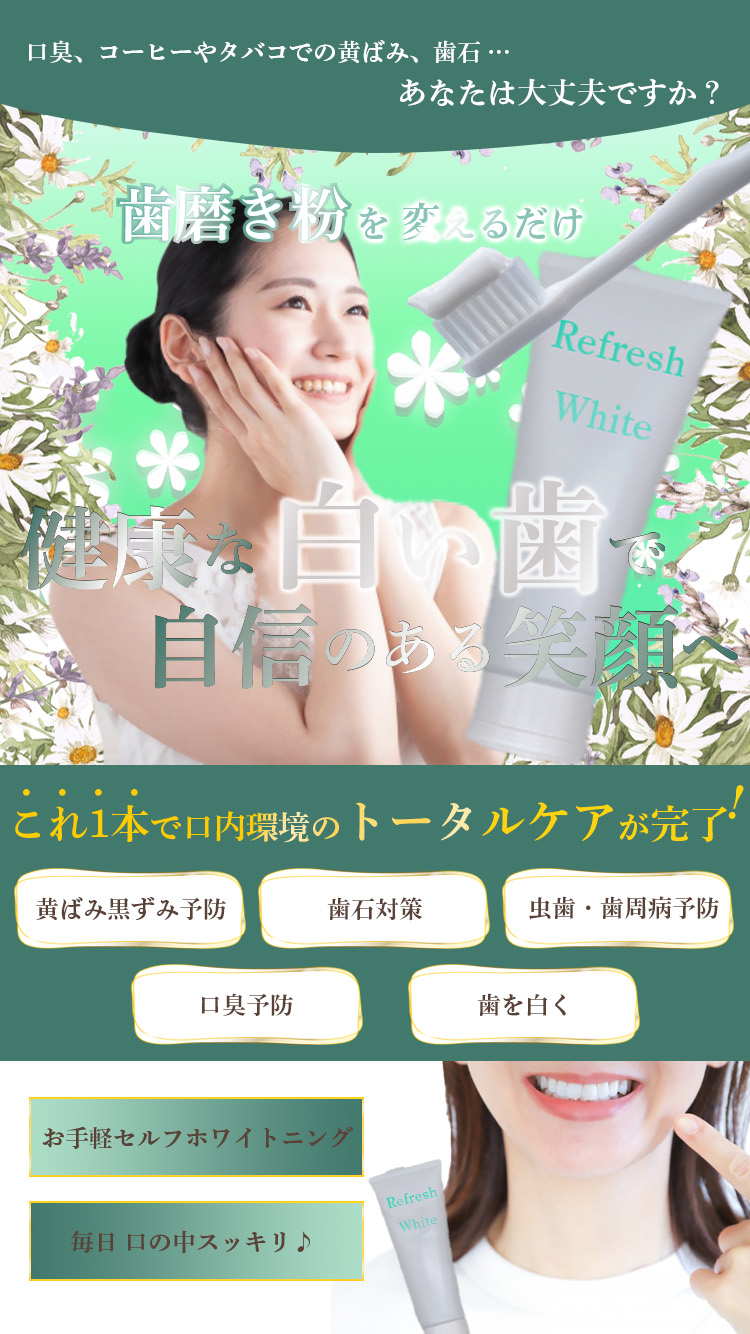 口臭、コーヒーやタバコでの黄ばみ、歯石…
あなたは大丈夫ですか？
歯磨き粉を変えるだけ
Refresh
White
健康な白い歯で
自信のある笑顔へ
これ1本で口内環境のトータルケアが完了!
黄ばみ黒ずみ予防
歯石対策
虫歯・歯周病予防
口臭予防
歯を白く
お手軽セルフホワイトニング
毎日 口の中スッキリ♪
Refresh
White